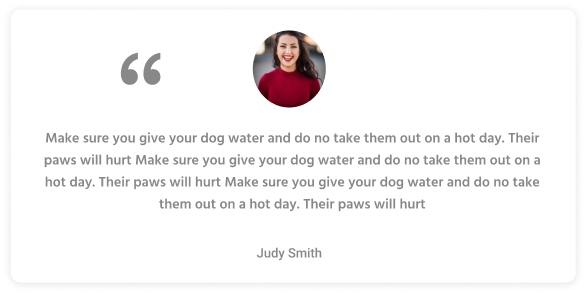 “
Make sure you give your dog water and do no take them out on a hot day. Their
paws will hurt Make sure you give your dog water and do no take them out on a
hot day. Their paws will hurt Make sure you give your dog water and do no take
them out on a hot day. Their paws will hurt
Judy Smith